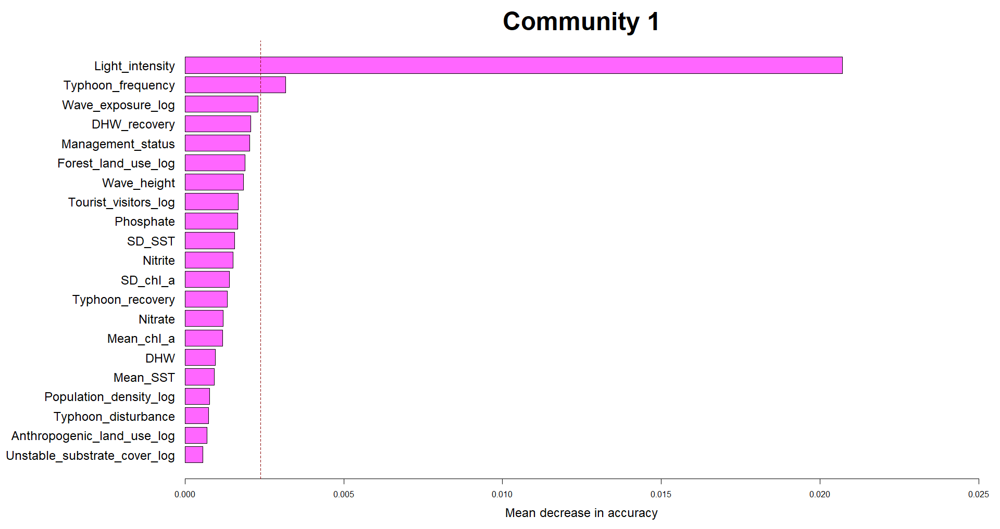 Community 1
Light_intensity
Typhoon_frequency
Wave_exposure_log
DHW_recovery
Management_status
Forest_land_use_log
Wave_height
Tourist_visitors_log
Phosphate
SD_SST
Nitrite
SD_chl_a
Typhoon_recovery
Nitrate
Mean_chl_a
DHW
Mean_SST
Population_density_log
Typhoon_disturbance
Anthropogenic_land_use_log
Unstable_substrate_cover_log
0.000 0.005 0.010 0.015 0.020 0.025
Mean decrease in accuracy